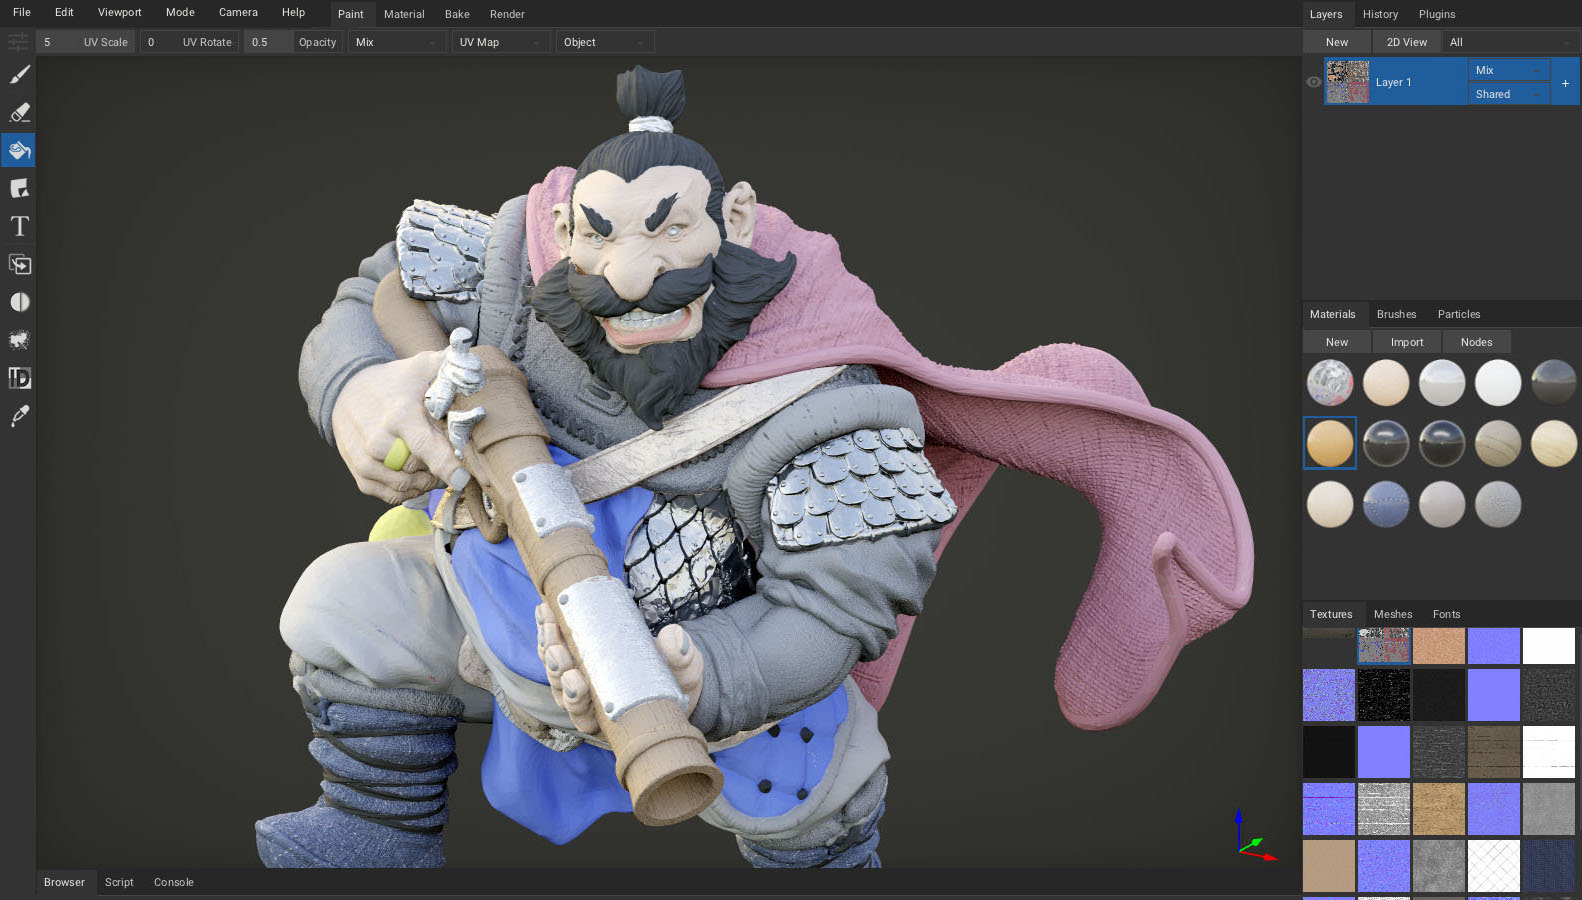 File Edit Viewport Mode Camera Help Paint Material Bake Render
Layers History Plugins
5 UV Scale 0 UV Rotate 0.5 Opacity Mix UV Map Object
New 2D View All
Layer 1
Mix
Shared
+
T
ID
Materials Brushes Particles
New Import Nodes
Textures Meshes Fonts
Browser Script Console